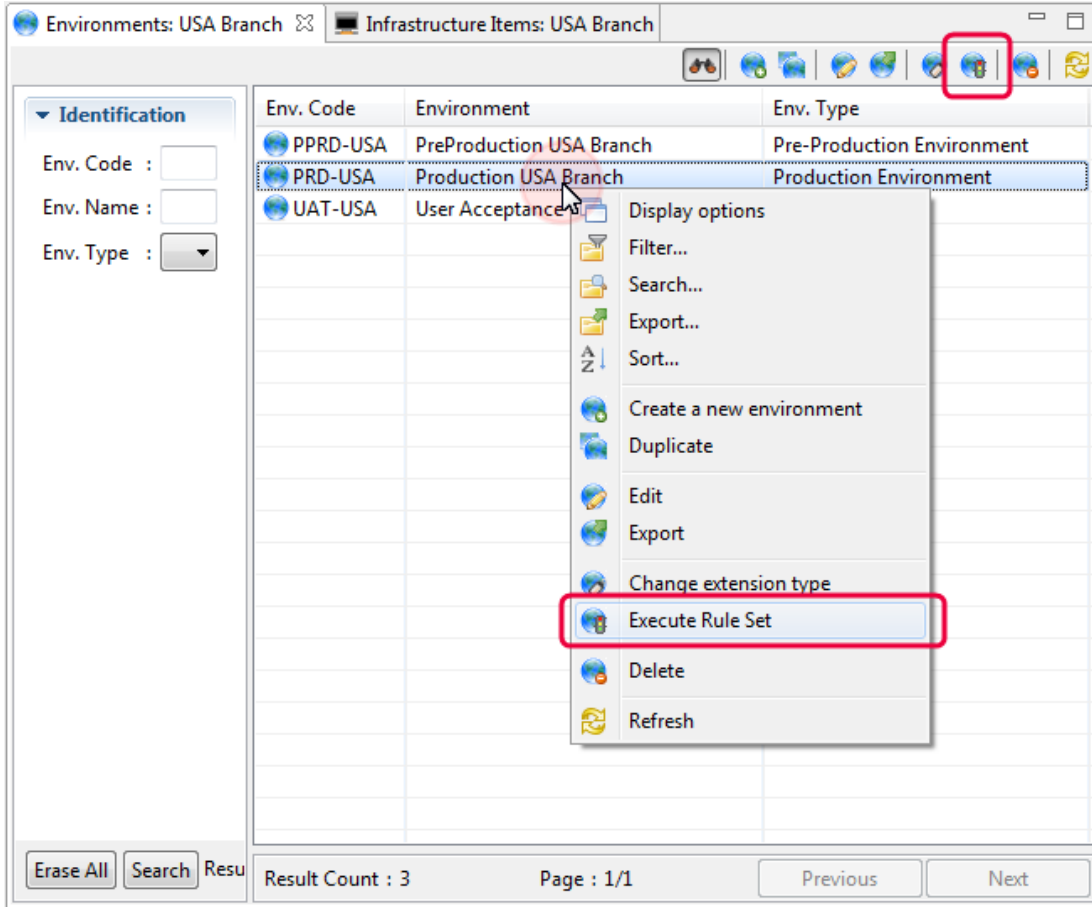 Environments: USA Branch
Infrastructure Items: USA Branch
Identification
Env. Code :
Env. Name :
Env. Type :
Env. Code Environment Env. Type
PPRD-USA PreProduction USA Branch Pre-Production Environment
PRD-USA Production USA Branch Production Environment
UAT-USA User Acceptance
Display options
Filter...
Search...
Export...
Sort...
Create a new environment
Duplicate
Edit
Export
Change extension type
Execute Rule Set
Delete
Refresh
Erase All Search Resu
Result Count : 3 Page : 1/1 Previous Next